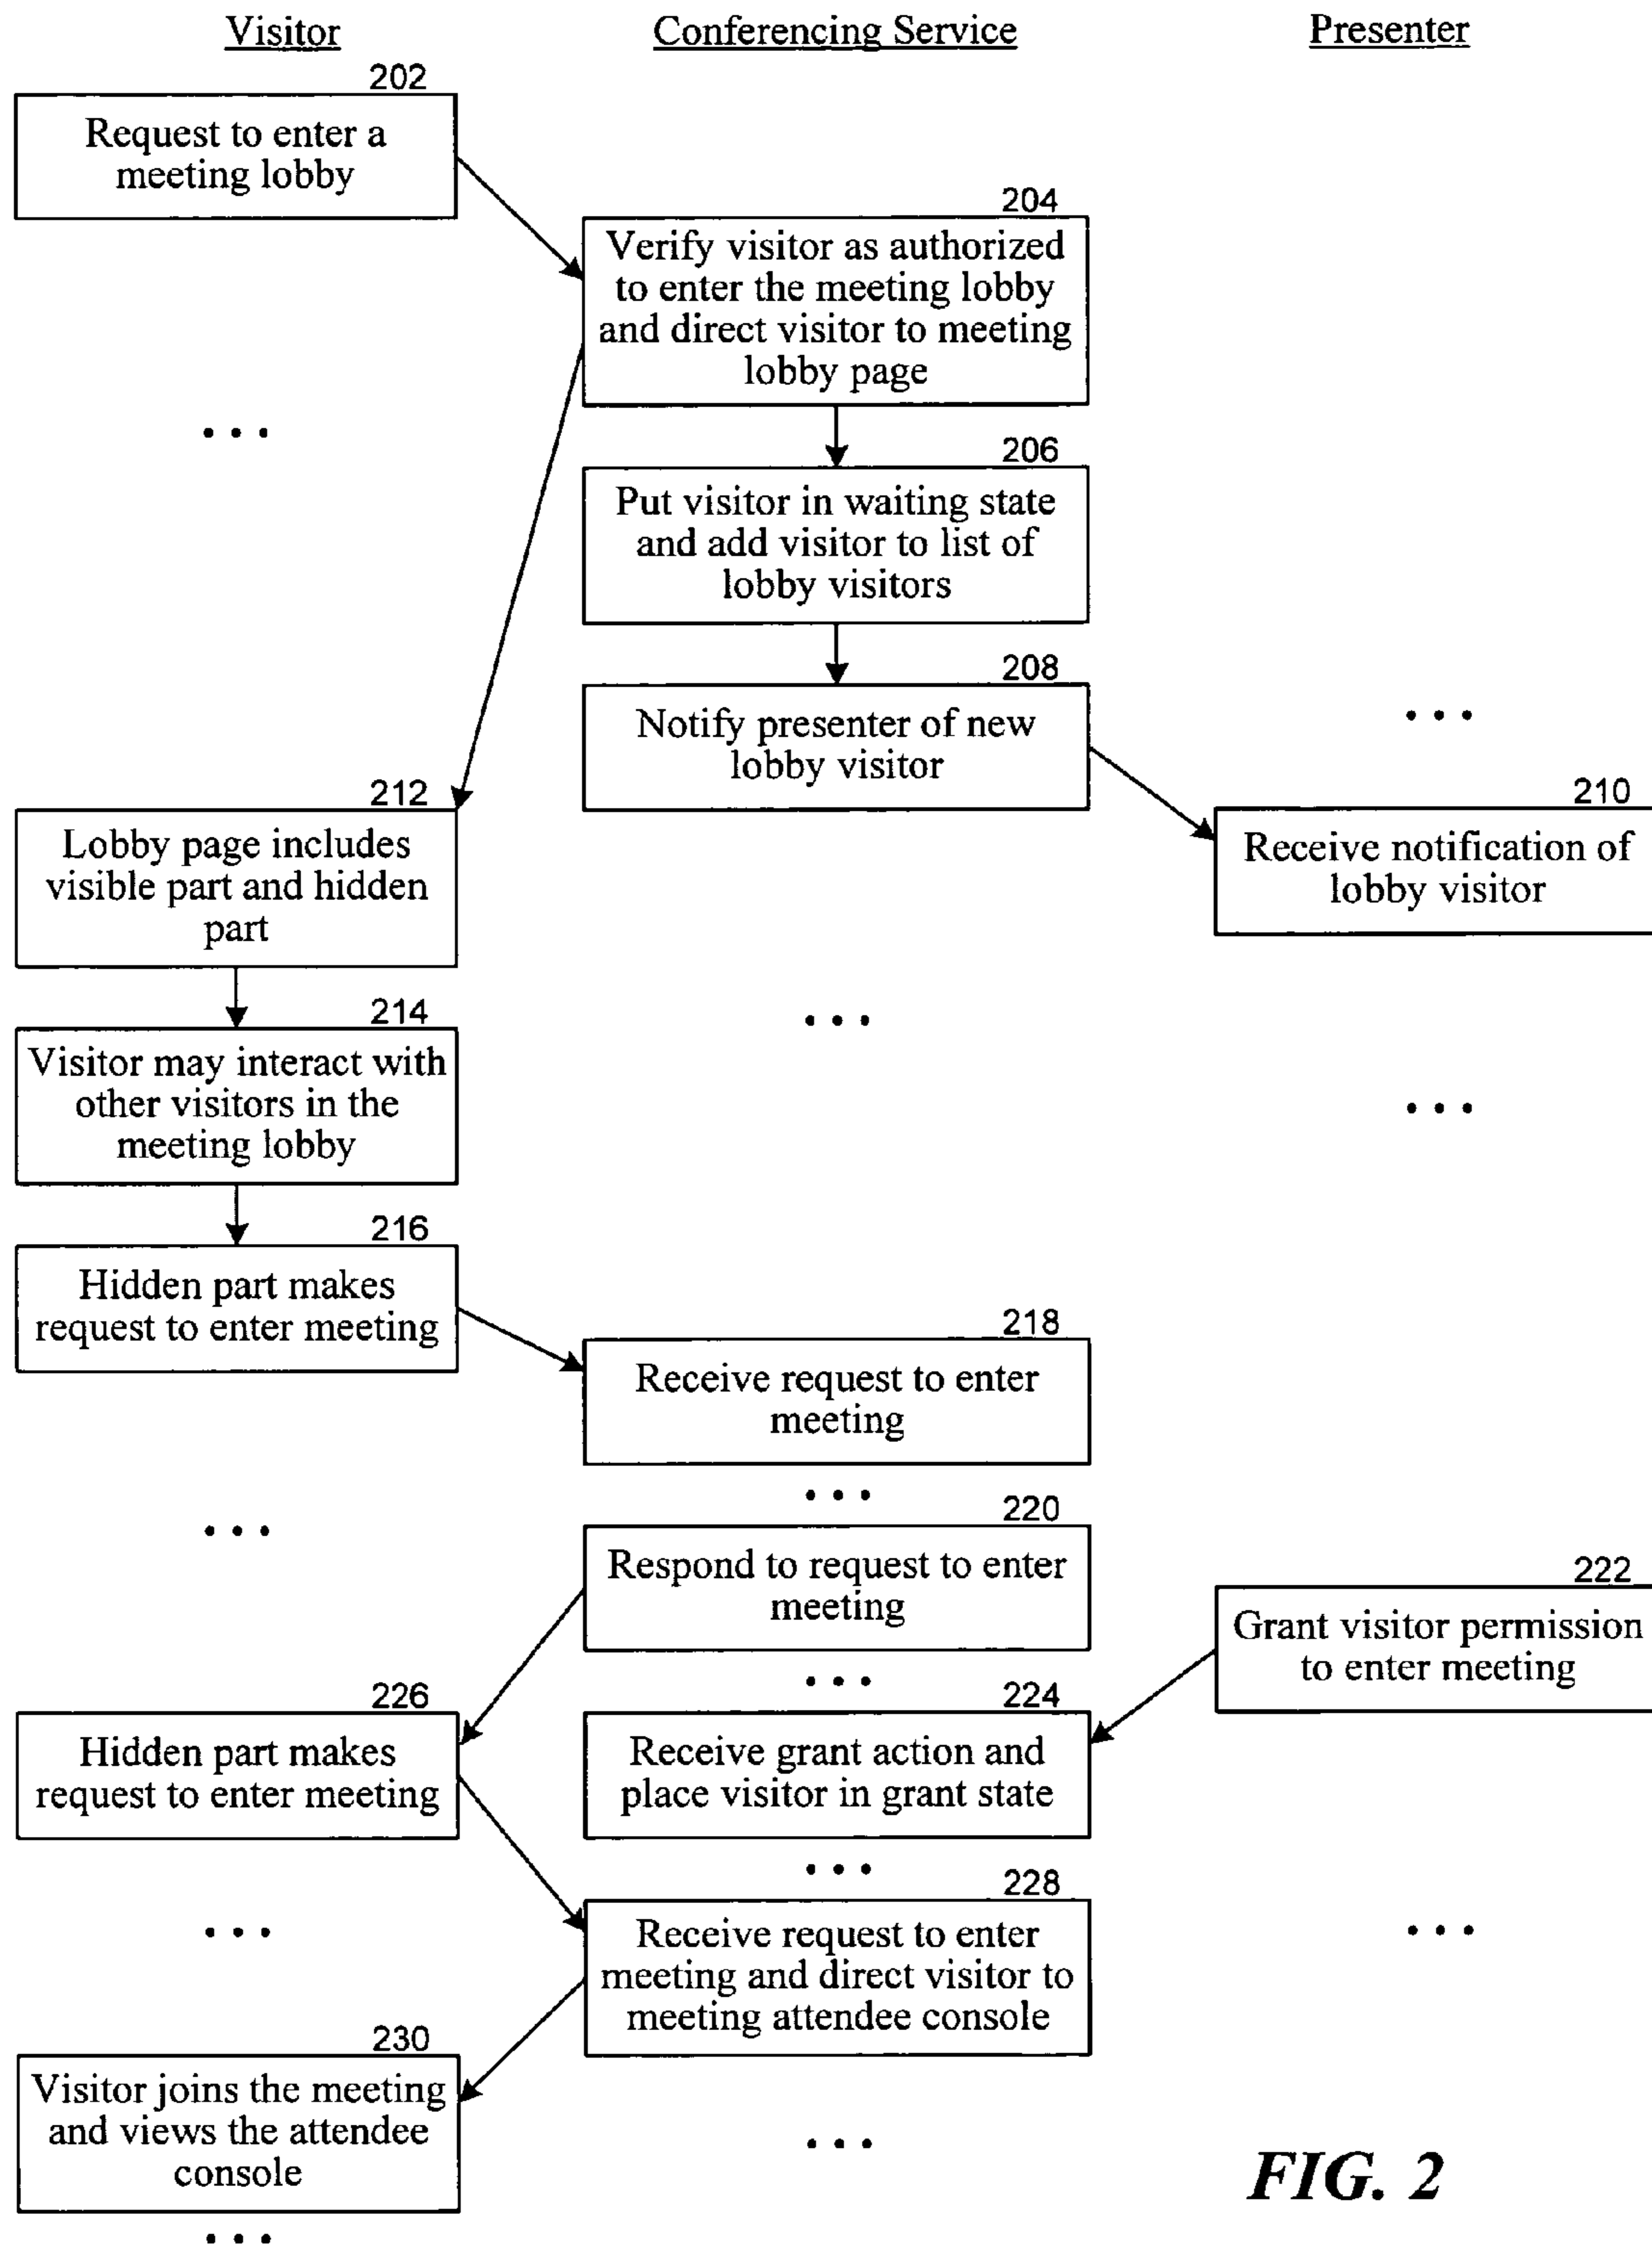 Visitor
Conferencing Service
Presenter
202
Request to enter a
meeting lobby
204
Verify visitor as authorized
to enter the meeting lobby
and direct visitor to meeting
lobby page
...
206
Put visitor in waiting state
and add visitor to list of
lobby visitors
208
Notify presenter of new
lobby visitor
...
210
Receive notification of
lobby visitor
212
Lobby page includes
visible part and hidden
part
214
Visitor may interact with
other visitors in the
meeting lobby
...
...
216
Hidden part makes
request to enter meeting
218
Receive request to enter
meeting
...
...
220
Respond to request to enter
meeting
222
Grant visitor permission
to enter meeting
...
224
Receive grant action and
place visitor in grant state
226
Hidden part makes
request to enter meeting
...
228
Receive request to enter
meeting and direct visitor to
meeting attendee console
...
...
230
Visitor joins the meeting
and views the attendee
console
...
...
FIG. 2